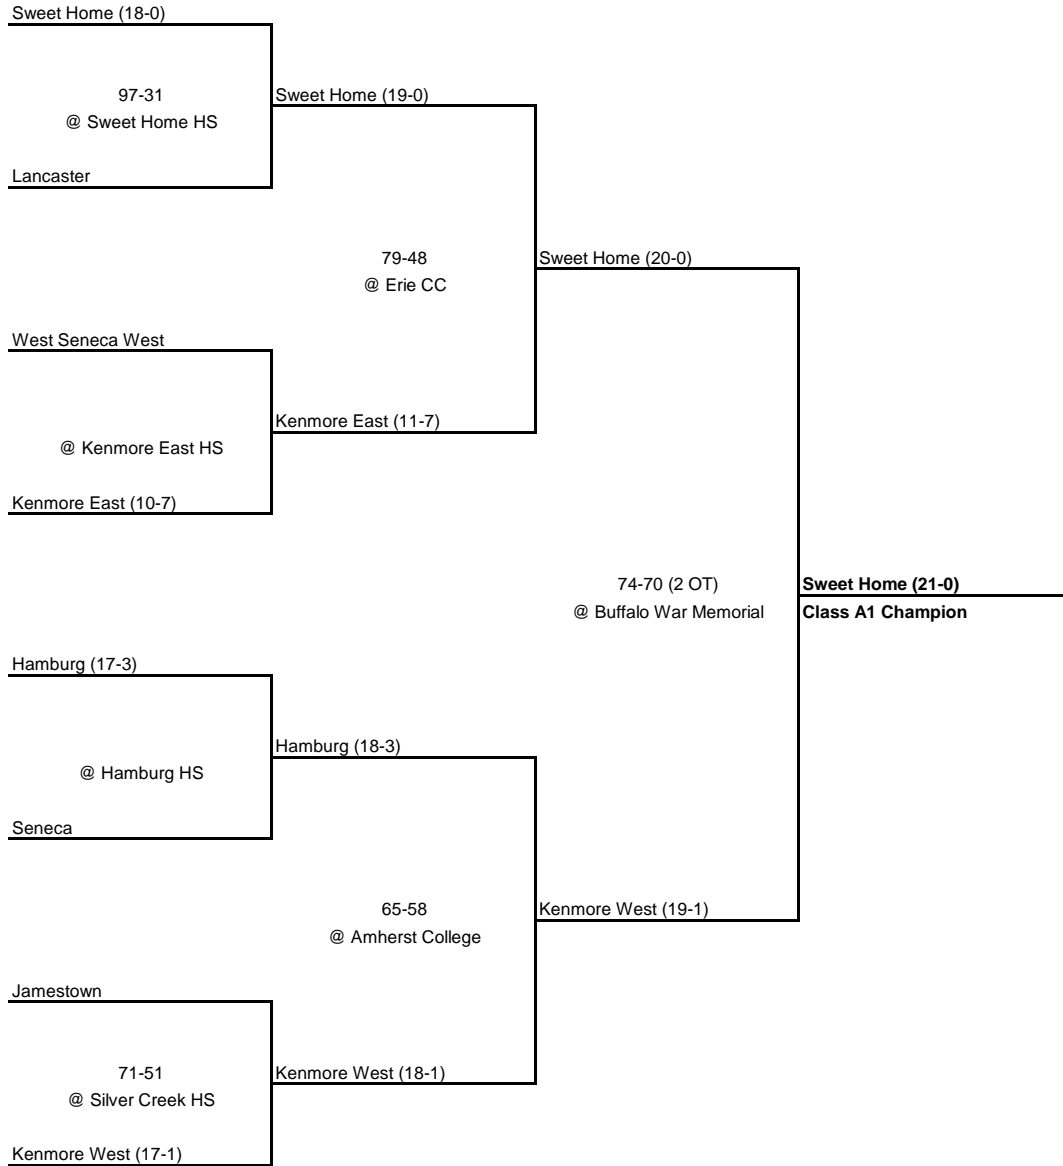 Sweet Home (18-0)
97-31
Sweet Home (19-0)
@ Sweet Home HS
Lancaster
79-48
Sweet Home (20-0)
@ Erie CC
West Seneca West
Kenmore East (11-7)
@ Kenmore East HS
Kenmore East (10-7)
74-70 (2 OT)
Sweet Home (21-0)
@ Buffalo War Memorial
Class A1 Champion
Hamburg (17-3)
Hamburg (18-3)
@ Hamburg HS
Seneca
65-58
Kenmore West (19-1)
@ Amherst College
Jamestown
71-51
Kenmore West (18-1)
@ Silver Creek HS
Kenmore West (17-1)